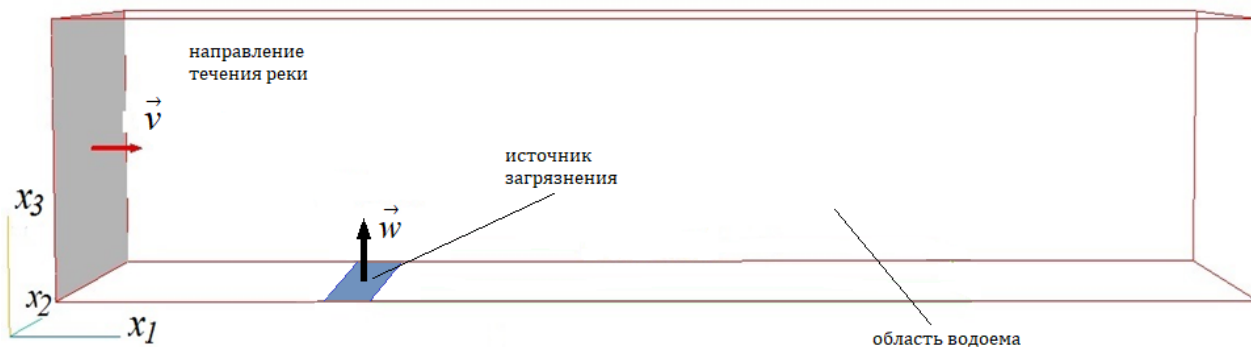 направление
течения реки
v
источник
загрязнения
x3
w
x2
x1
область водоема